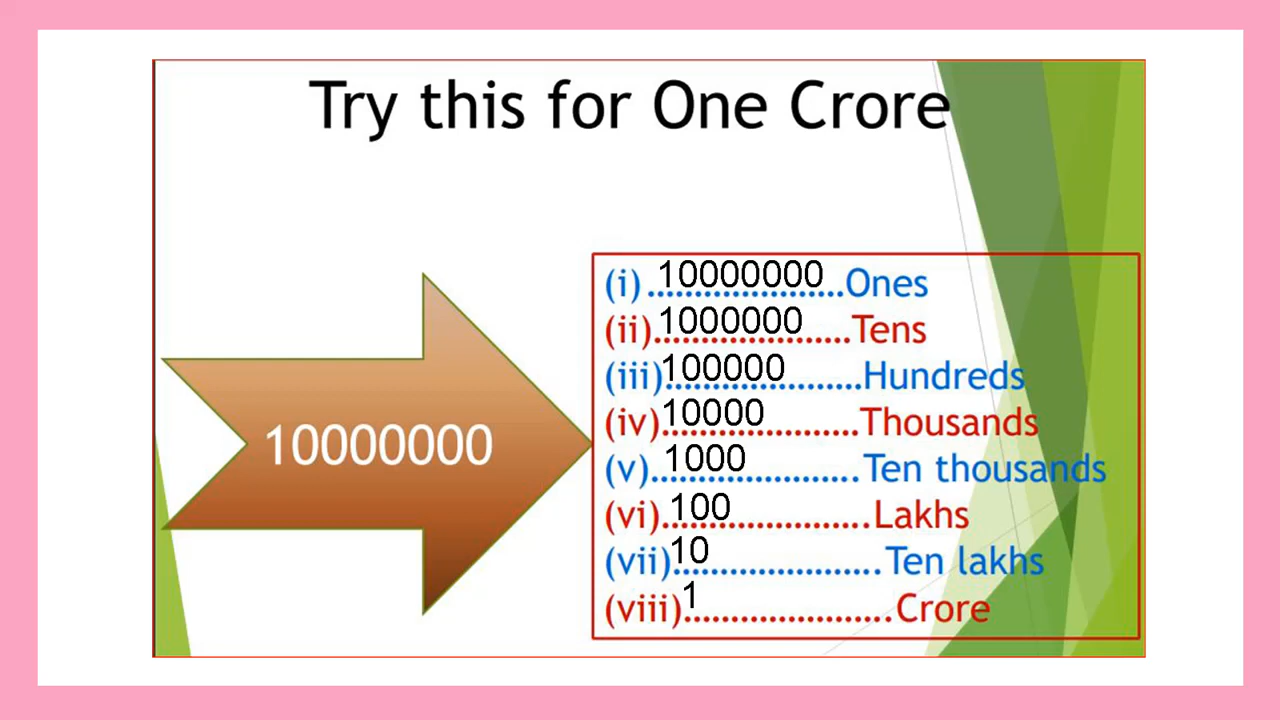 Try this for One Crore
10000000
(i) 10000000......................Ones
(ii) 1000000......................Tens
(iii) 100000......................Hundreds
(iv) 10000......................Thousands
(v) 1000......................Ten thousands
(vi) 100......................Lakhs
(vii) 10...................... Ten lakhs
(viii) 1......................Crore